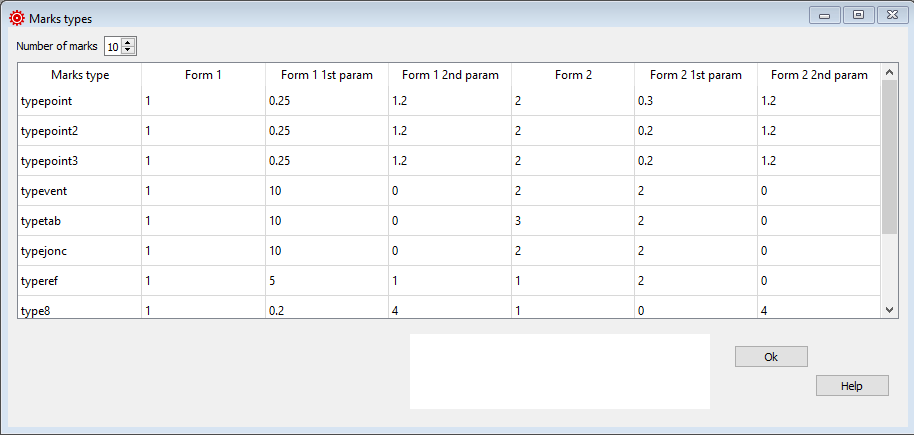 Marks types
Number of marks 10
Marks type Form 1 Form 1 1st param Form 1 2nd param Form 2 Form 2 1st param Form 2 2nd param
typepoint 1 0.25 1.2 2 0.3 1.2
typepoint2 1 0.25 1.2 2 0.2 1.2
typepoint3 1 0.25 1.2 2 0.2 1.2
typevent 1 10 0 2 2 0
typetab 1 10 0 3 2 0
typejonc 1 10 0 2 2 0
typeref 1 5 1 1 2 0
type8 1 0.2 4 1 0 4
Ok
Help